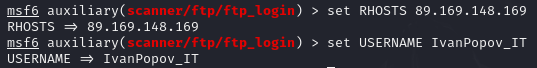 msf6 auxiliary(scanner/ftp/ftp_login) > set RHOSTS 89.169.148.169
RHOSTS => 89.169.148.169
msf6 auxiliary(scanner/ftp/ftp_login) > set USERNAME IvanPopov_IT
USERNAME => IvanPopov_IT